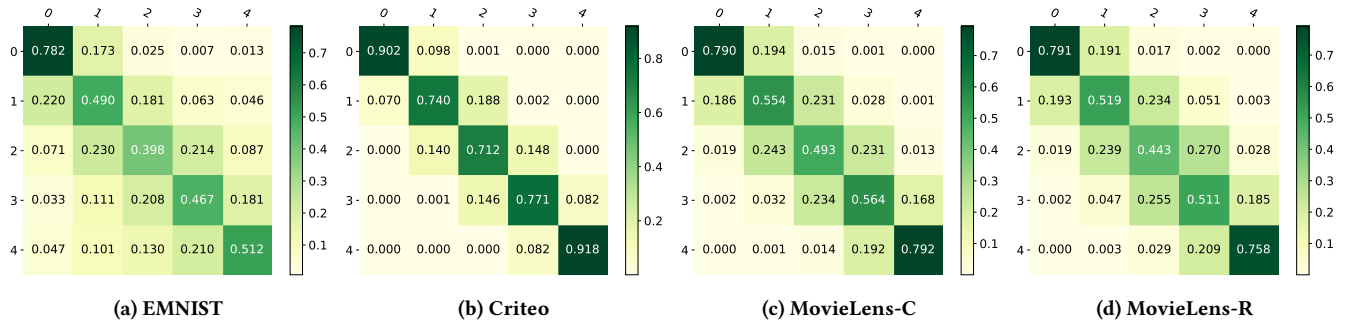 0 1 2 3 4
0 0.782 0.173 0.025 0.007 0.013
1 0.220 0.490 0.181 0.063 0.046
2 0.071 0.230 0.398 0.214 0.087
3 0.033 0.111 0.208 0.467 0.181
4 0.047 0.101 0.130 0.210 0.512
0.7
0.6
0.5
0.4
0.3
0.2
0.1
(a) EMNIST
0 1 2 3 4
0 0.902 0.098 0.001 0.000 0.000
1 0.070 0.740 0.188 0.002 0.000
2 0.000 0.140 0.712 0.148 0.000
3 0.000 0.001 0.146 0.771 0.082
4 0.000 0.000 0.000 0.082 0.918
0.8
0.6
0.4
0.2
(b) Criteo
0 1 2 3 4
0 0.790 0.194 0.015 0.001 0.000
1 0.186 0.554 0.231 0.028 0.001
2 0.019 0.243 0.493 0.231 0.013
3 0.002 0.032 0.234 0.564 0.168
4 0.000 0.001 0.014 0.192 0.792
0.7
0.6
0.5
0.4
0.3
0.2
0.1
(c) MovieLens-C
0 1 2 3 4
0 0.791 0.191 0.017 0.002 0.000
1 0.193 0.519 0.234 0.051 0.003
2 0.019 0.239 0.443 0.270 0.028
3 0.002 0.047 0.255 0.511 0.185
4 0.000 0.003 0.029 0.209 0.758
0.7
0.6
0.5
0.4
0.3
0.2
0.1
(d) MovieLens-R